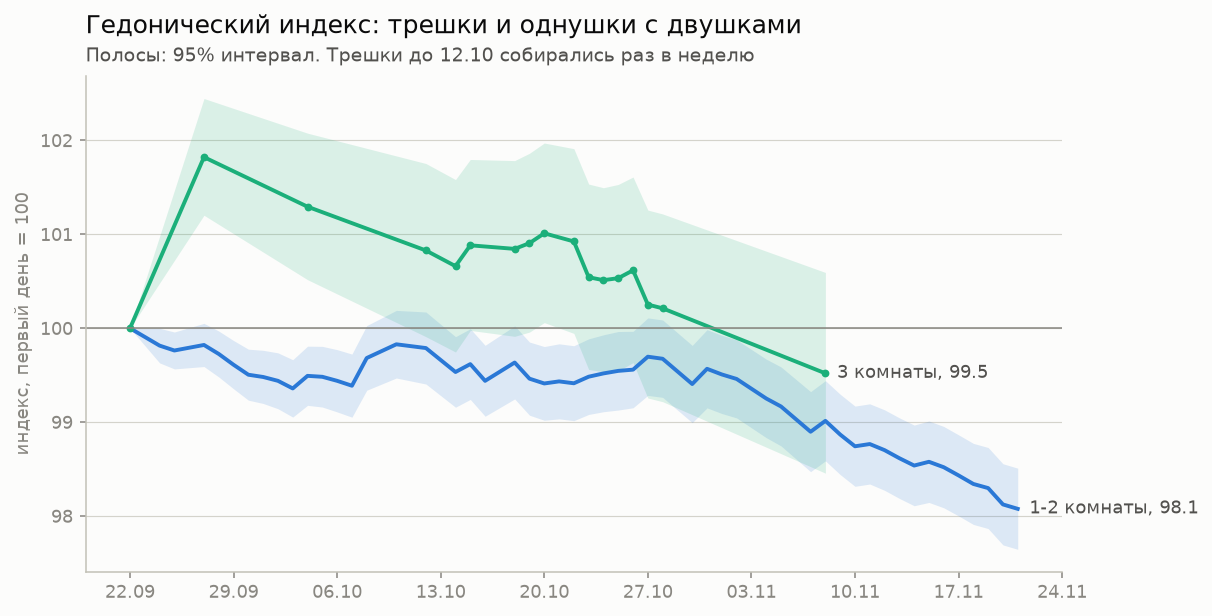 Гедонический индекс: трешки и однушки с двушками
Полосы: 95% интервал. Трешки до 12.10 собирались раз в неделю
индекс, первый день = 100
102
101
100
99
98
3 комнаты, 99.5
1-2 комнаты, 98.1
22.09 29.09 06.10 13.10 20.10 27.10 03.11 10.11 17.11 24.11